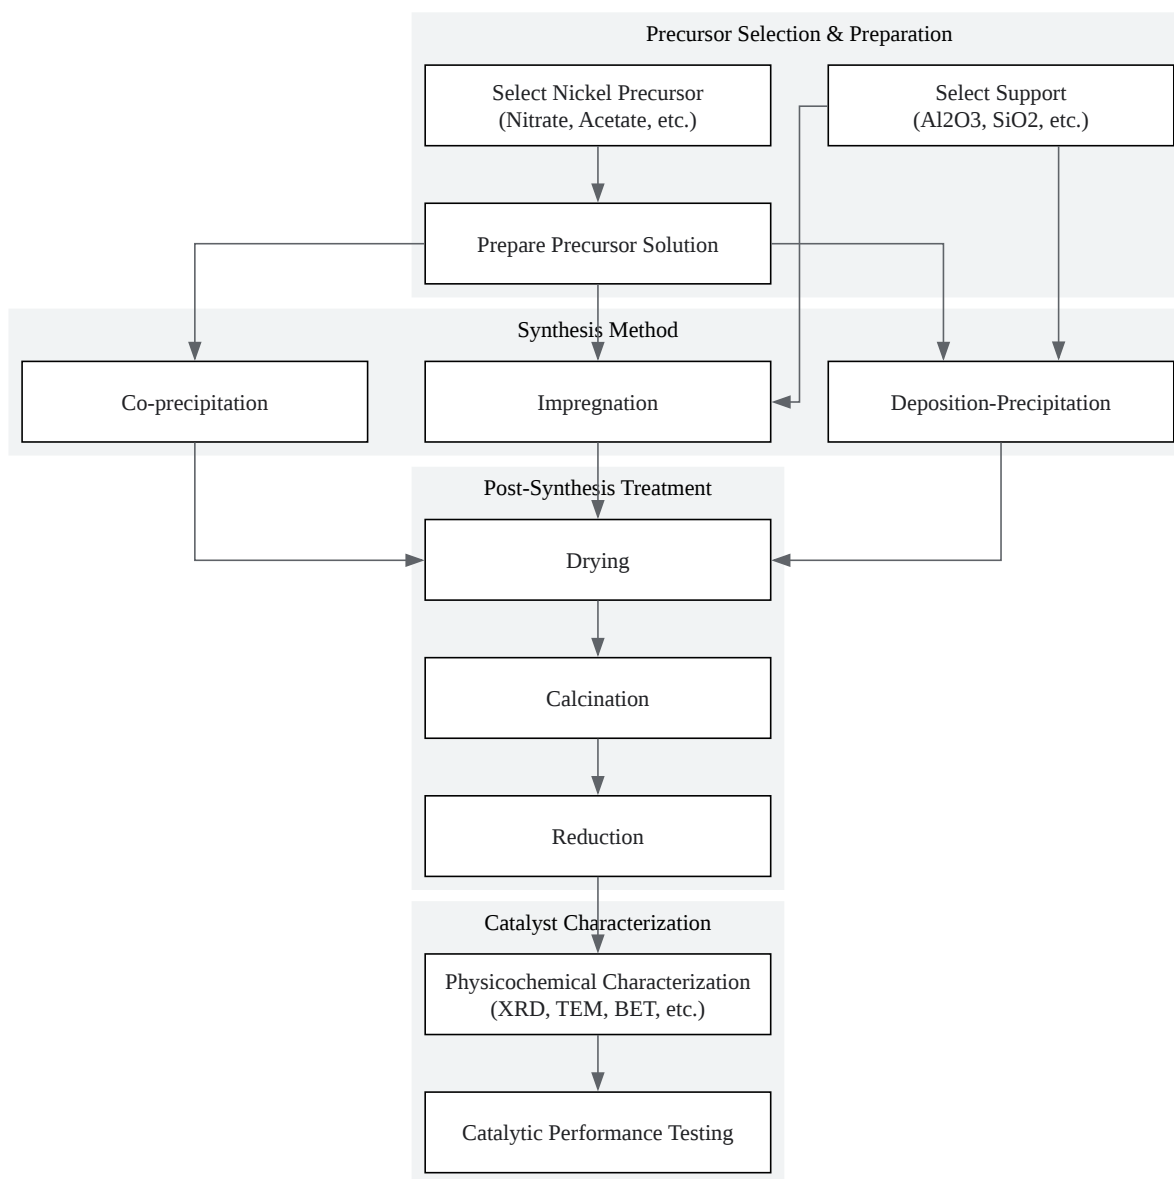 Precursor Selection & Preparation
Select Nickel Precursor
(Nitrate, Acetate, etc.)
Select Support
(Al2O3, SiO2, etc.)
Prepare Precursor Solution
Synthesis Method
Co-precipitation
Impregnation
Deposition-Precipitation
Post-Synthesis Treatment
Drying
Calcination
Reduction
Catalyst Characterization
Physicochemical Characterization
(XRD, TEM, BET, etc.)
Catalytic Performance Testing